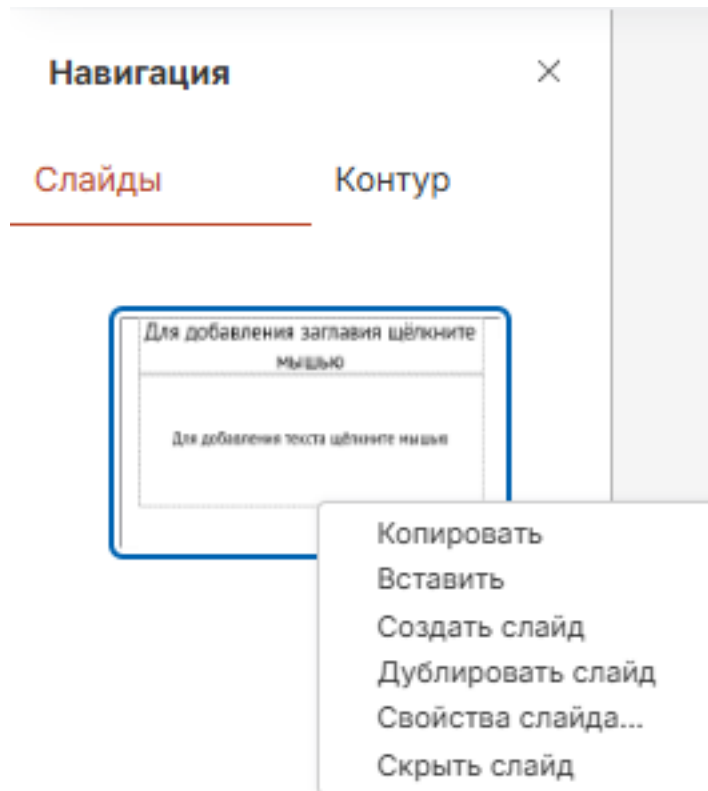 Навигация
Слайды
Контур
Для добавления заглавия щёлкните
мышью
Для добавления текста щёлкните мышью
Копировать
Вставить
Создать слайд
Дублировать слайд
Свойства слайда...
Скрыть слайд